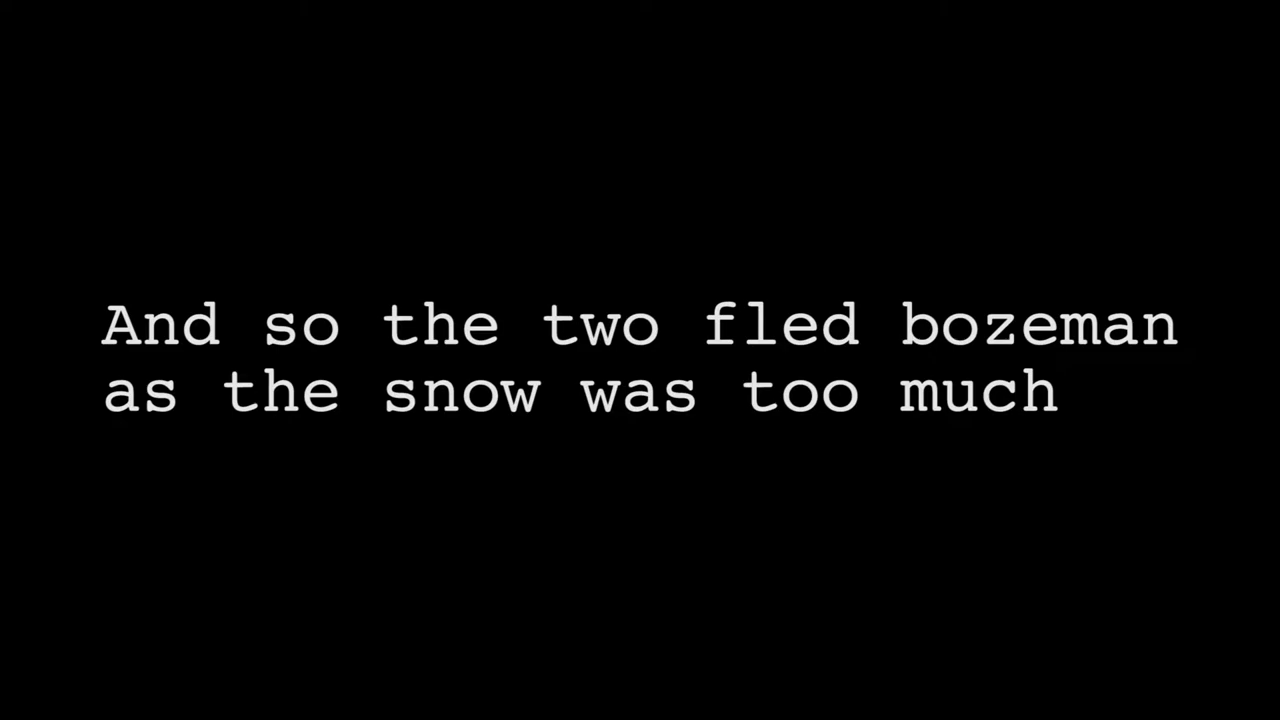 And so the two fled bozeman
as the snow was too much